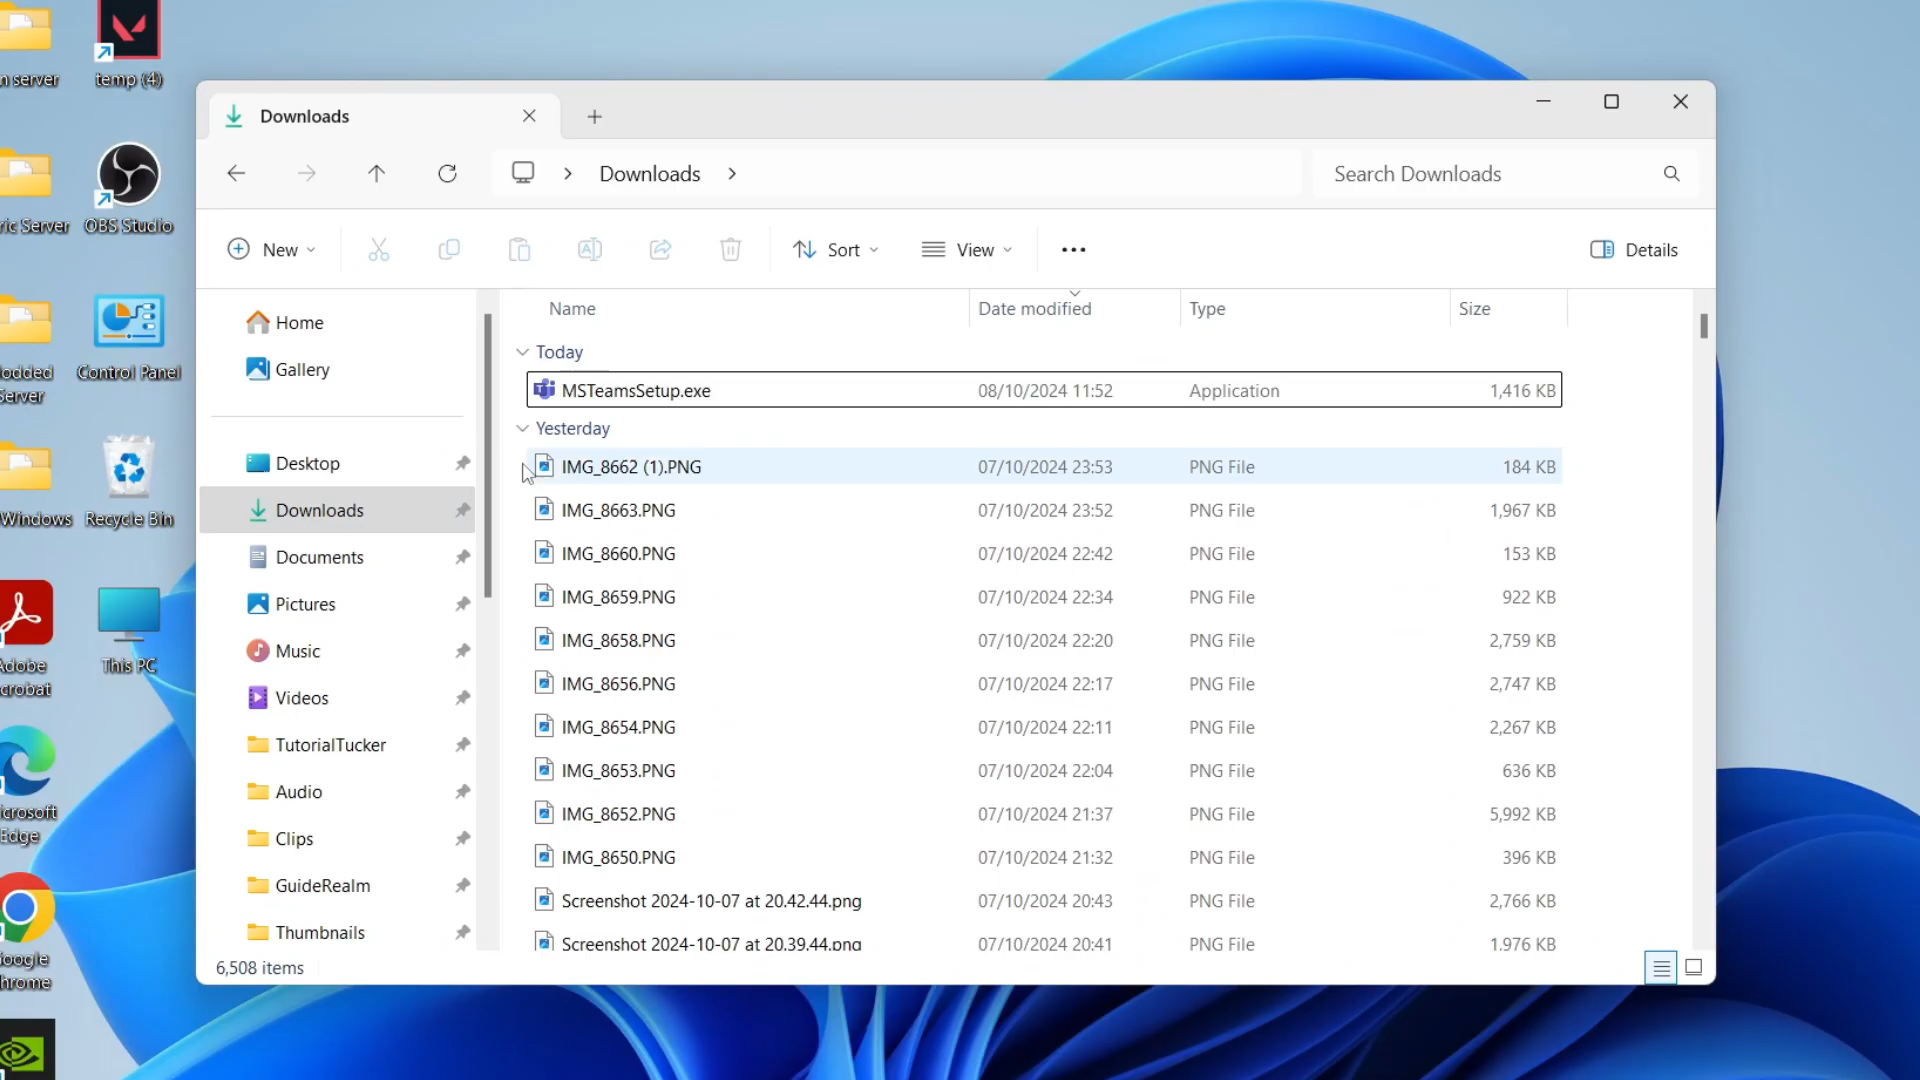 n server
temp (4)
ric Server
OBS Studio
odded
Server
Control Panel
Windows
Recycle Bin
Adobe
crobat
This PC
icrosoft
Edge
oogle
hrome
Downloads
Downloads
Search Downloads
New
Sort
View
Details
Home
Gallery
Desktop
Downloads
Documents
Pictures
Music
Videos
TutorialTucker
Audio
Clips
GuideRealm
Thumbnails
Name Date modified Type Size
Today
MSTeamsSetup.exe 08/10/2024 11:52 Application 1,416 KB
Yesterday
IMG_8662 (1).PNG 07/10/2024 23:53 PNG File 184 KB
IMG_8663.PNG 07/10/2024 23:52 PNG File 1,967 KB
IMG_8660.PNG 07/10/2024 22:42 PNG File 153 KB
IMG_8659.PNG 07/10/2024 22:34 PNG File 922 KB
IMG_8658.PNG 07/10/2024 22:20 PNG File 2,759 KB
IMG_8656.PNG 07/10/2024 22:17 PNG File 2,747 KB
IMG_8654.PNG 07/10/2024 22:11 PNG File 2,267 KB
IMG_8653.PNG 07/10/2024 22:04 PNG File 636 KB
IMG_8652.PNG 07/10/2024 21:37 PNG File 5,992 KB
IMG_8650.PNG 07/10/2024 21:32 PNG File 396 KB
Screenshot 2024-10-07 at 20.42.44.png 07/10/2024 20:43 PNG File 2,766 KB
Screenshot 2024-10-07 at 20.39.44.png 07/10/2024 20:41 PNG File 1,976 KB
6,508 items